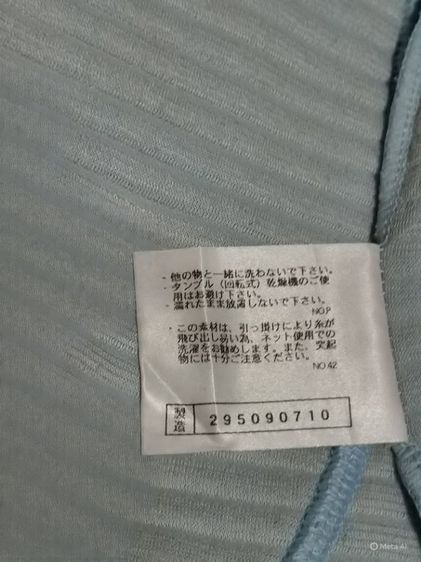 ・他の物と一緒に洗わないで下さい。
・タンブル（回転式）乾燥機のご使
用はお避け下さい。
・濡れたまま放置しないで下さい。
NO.P
・この素材は、引っ掛けにより糸が
飛び出し易い為、ネット使用での
洗濯をお勧めします。また、突起
物には十分ご注意ください。
NO.42
製造 295090710
Meta AI